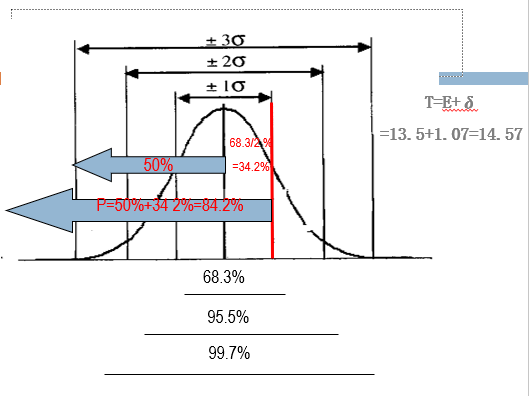 ± 3σ
± 2σ
± 1σ
T=E+δ
=13.5+1.07=14.57
68.3/2%
=34.2%
50%
P=50%+34 2%=84.2%
68.3%
95.5%
99.7%